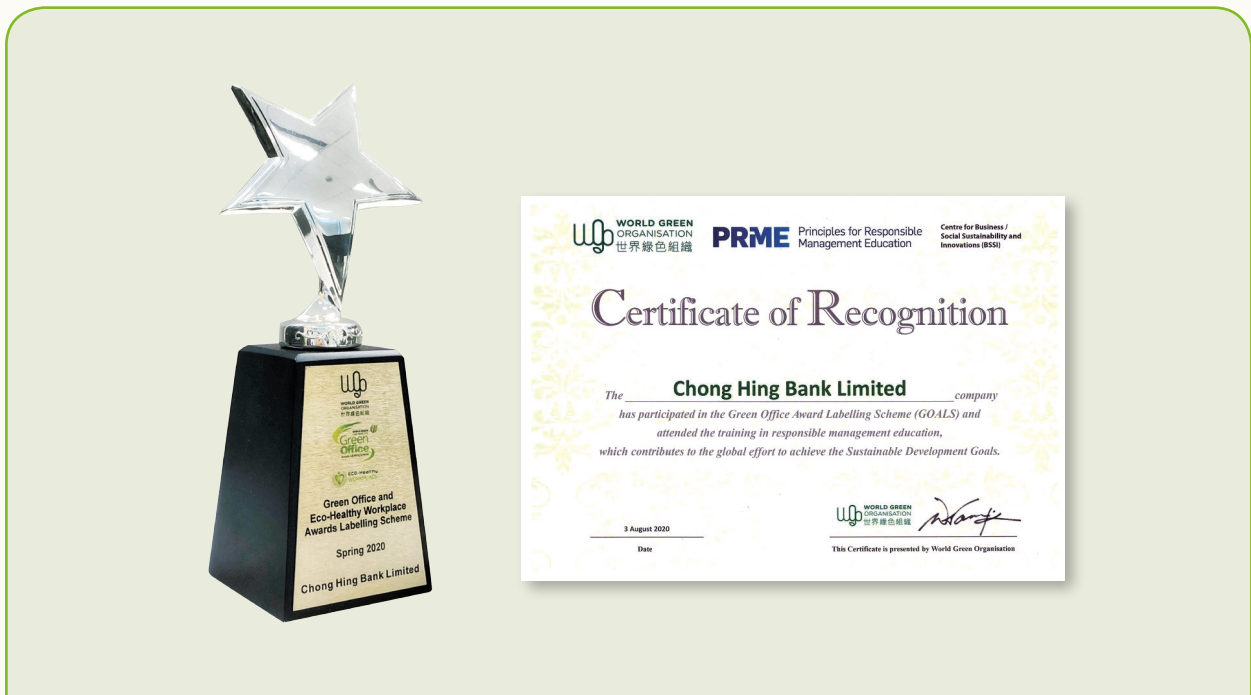 WORLD GREEN
ORGANISATION
世界綠色組織
Green
Office
ECO-Healthy
WORKPLACE
Green Office and
Eco-Healthy Workplace
Awards Labelling Scheme
Spring 2020
Chong Hing Bank Limited
WORLD GREEN
ORGANISATION
世界綠色組織
PRME Principles for Responsible
Management Education
Centre for Business /
Social Sustainability and
Innovations (BSSI)
Certificate of Recognition
The Chong Hing Bank Limited company
has participated in the Green Office Award Labelling Scheme (GOALS) and
attended the training in responsible management education,
which contributes to the global effort to achieve the Sustainable Development Goals.
WORLD GREEN
ORGANISATION
世界綠色組織
3 August 2020
Date
This Certificate is presented by World Green Organisation